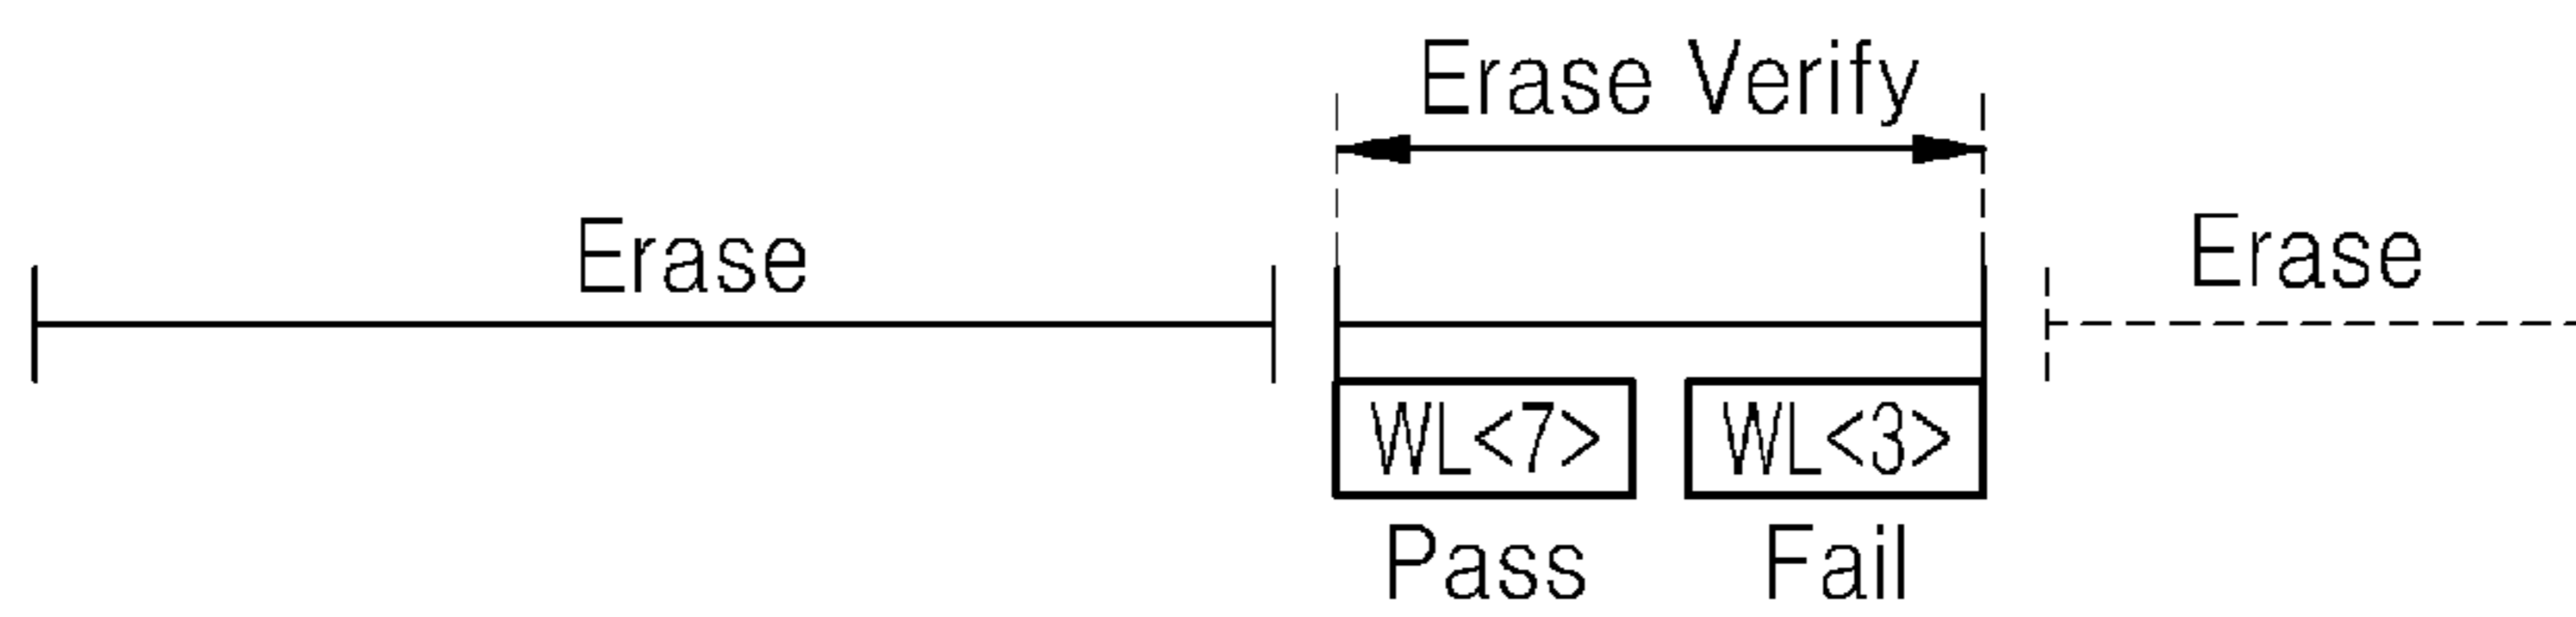 Erase Verify
Erase
Erase
WL<7>
WL<3>
Pass
Fail